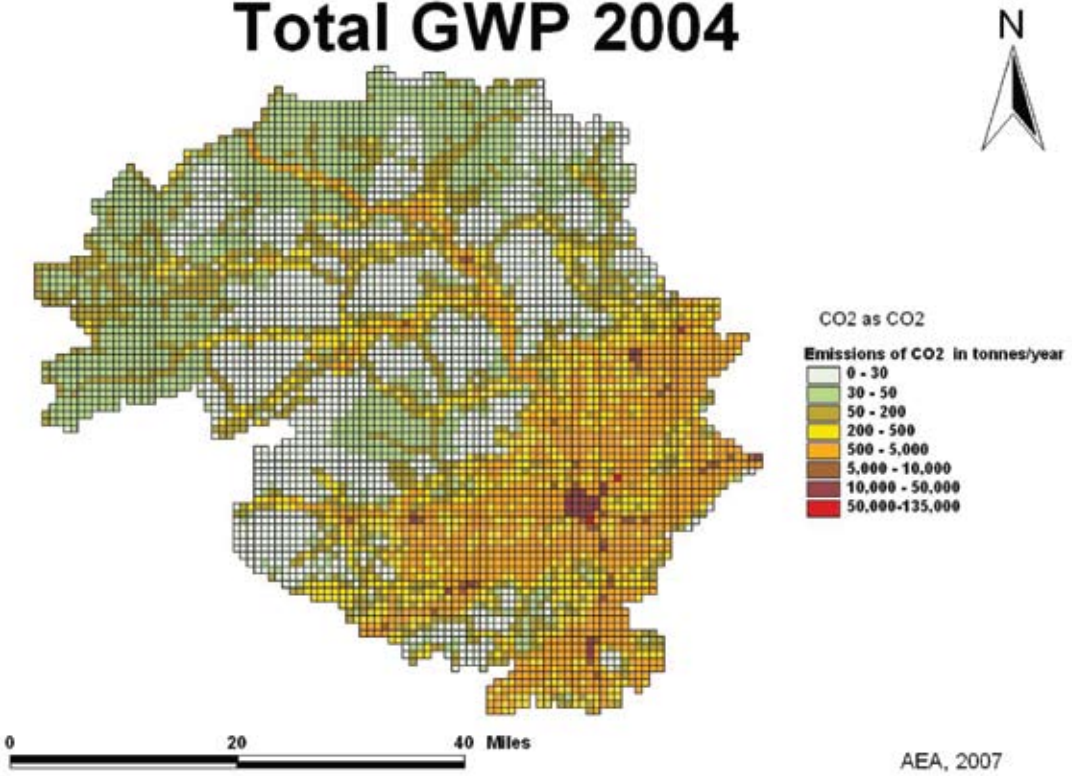 Total GWP 2004
N
CO2 as CO2
Emissions of CO2 in tonnes/year
0 - 30
30 - 50
50 - 200
200 - 500
500 - 5,000
5,000 - 10,000
10,000 - 50,000
50,000-135,000
0 20 40 Miles
AEA, 2007